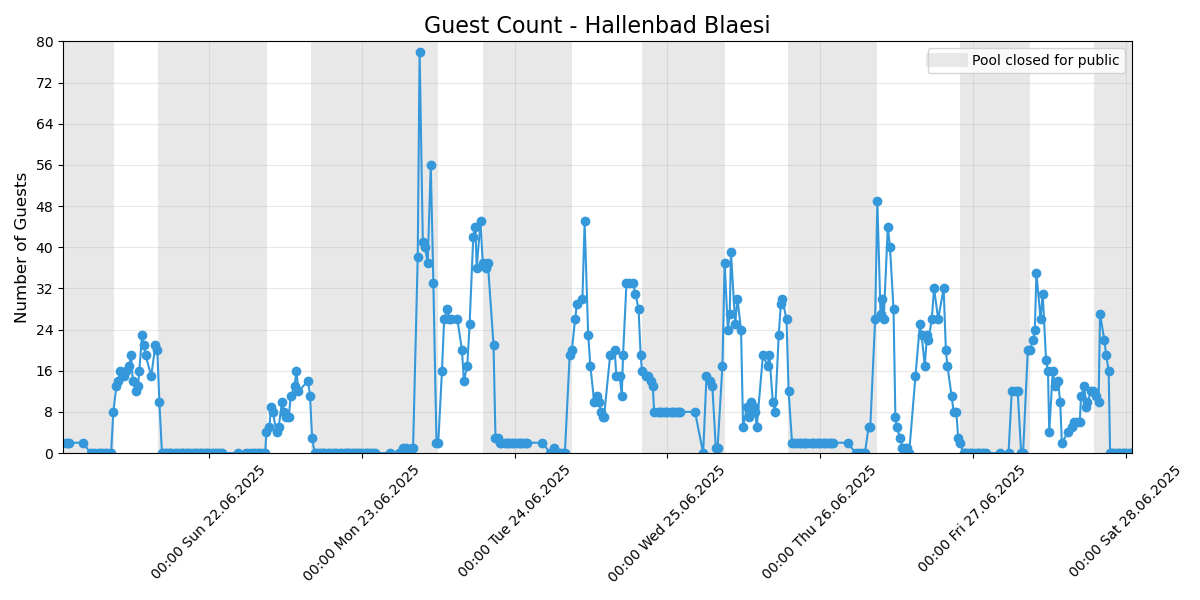 Guest Count - Hallenbad Blaesi
Pool closed for public
Number of Guests
80
72
64
56
48
40
32
24
16
8
0
00:00 Sun 22.06.2025
00:00 Mon 23.06.2025
00:00 Tue 24.06.2025
00:00 Wed 25.06.2025
00:00 Thu 26.06.2025
00:00 Fri 27.06.2025
00:00 Sat 28.06.2025